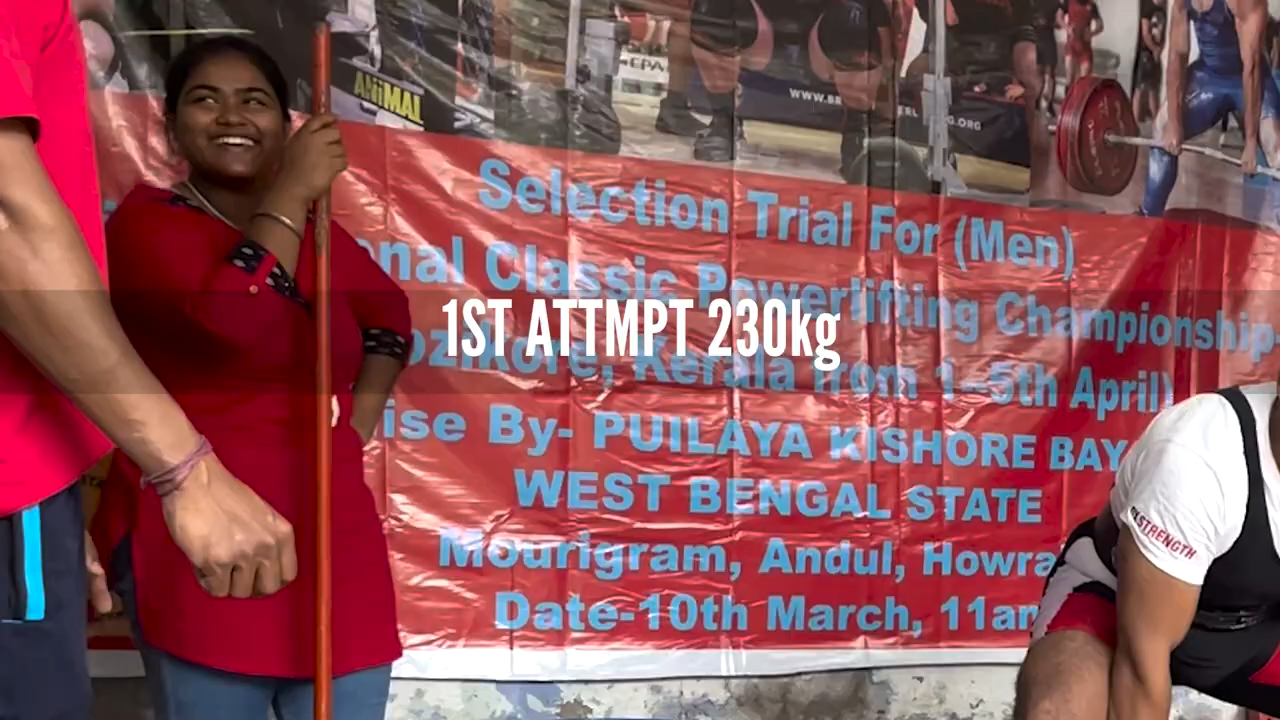 ANiMAL
Selection Trial For (Men)
Classic Powerlifting Championship-
1ST ATTMPT 230kg
Kerala from 1-5th April)
ise By- PUILAYA KISHORE BAY
WEST BENGAL STATE
STRENGTH
Mourigram, Andul, Howra
Date-10th March, 11am